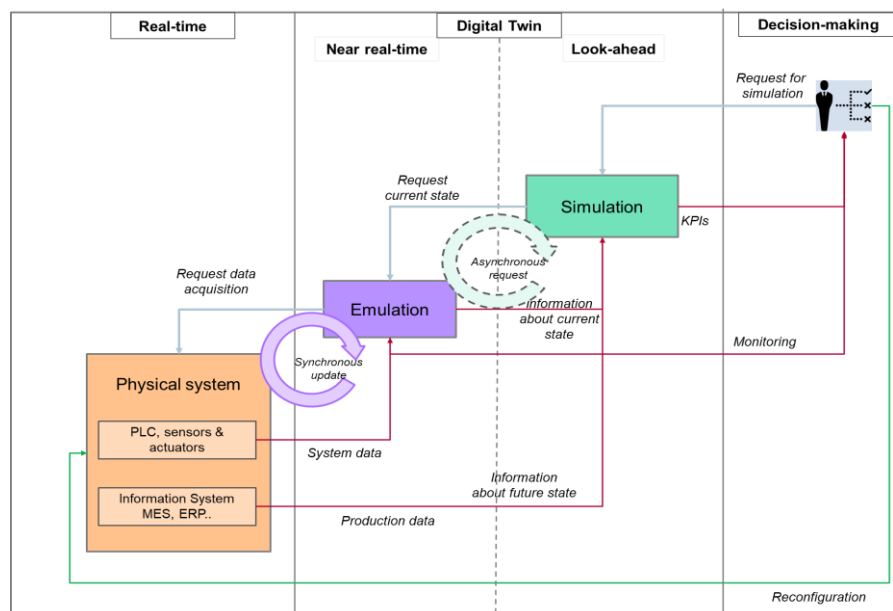 Real-time
Digital Twin
Decision-making
Near real-time
Look-ahead
Request for
simulation
Request
current state
Simulation
KPIs
Asynchronous
request
Request data
acquisition
Emulation
Information
about current
state
Monitoring
Synchronous
update
Physical system
PLC, sensors &
actuators
System data
Information
about future state
Information System
MES, ERP..
Production data
Reconfiguration